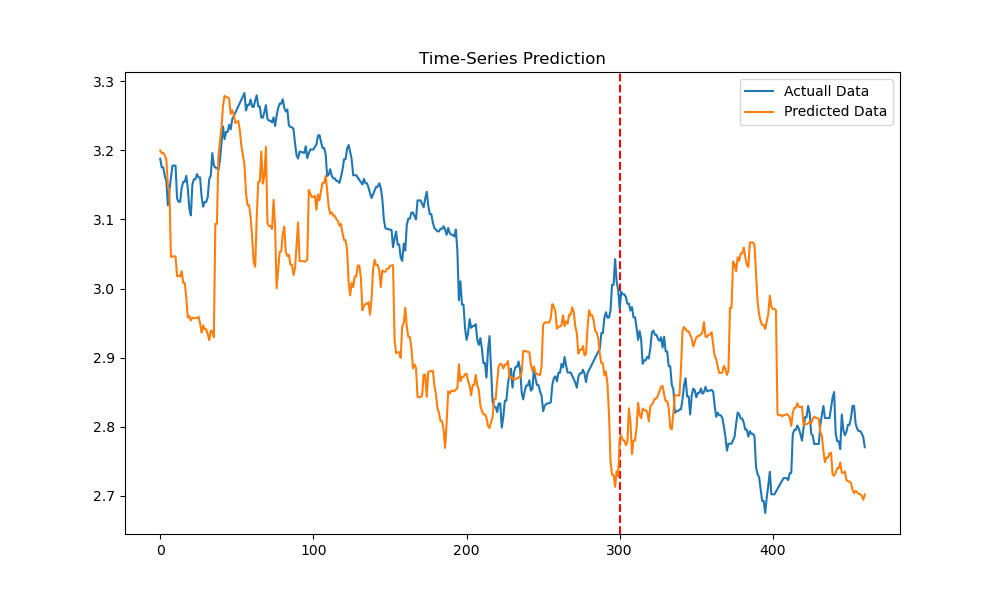 Time-Series Prediction
Actuall Data
Predicted Data
3.3
3.2
3.1
3.0
2.9
2.8
2.7
0 100 200 300 400